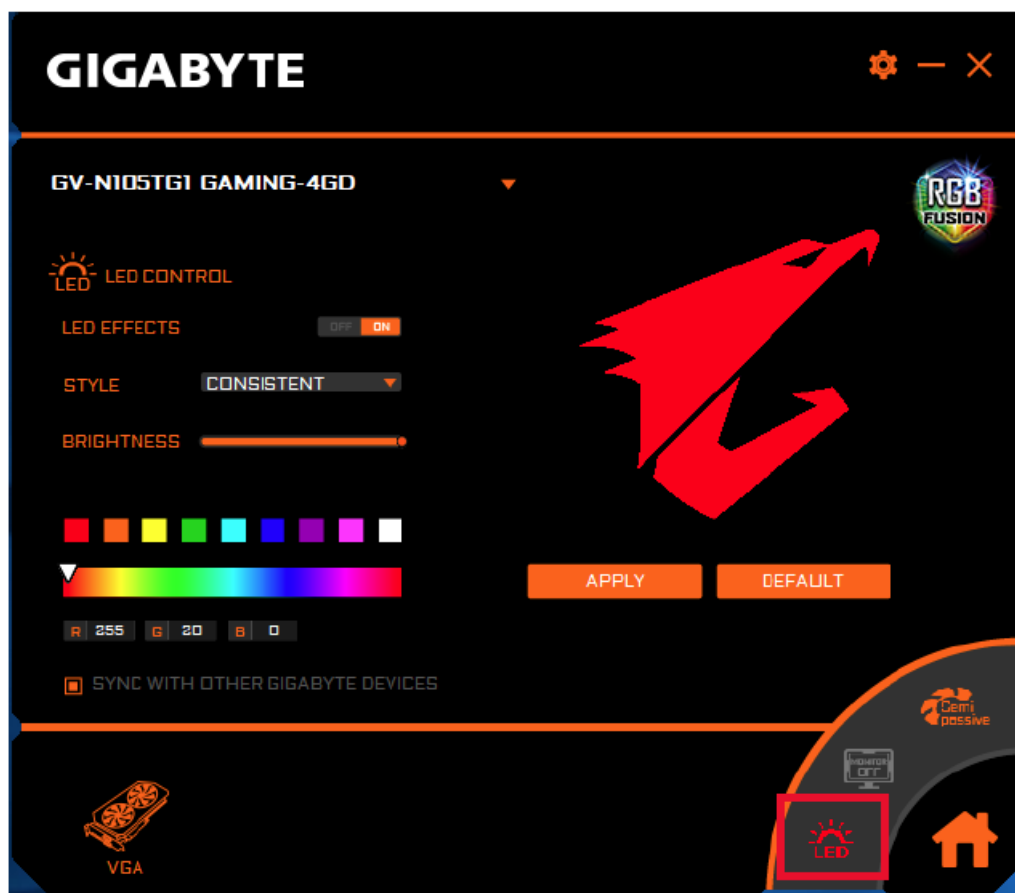 GIGABYTE
GV-N105TG1 GAMING-4GD
RGB
FUSION
LED LED CONTROL
LED EFFECTS OFF ON
STYLE CONSISTENT
BRIGHTNESS
APPLY DEFAULT
R 255 G 20 B 0
SYNC WITH OTHER GIGABYTE DEVICES
Semi
passive
MONITOR
OFF
LED
VGA